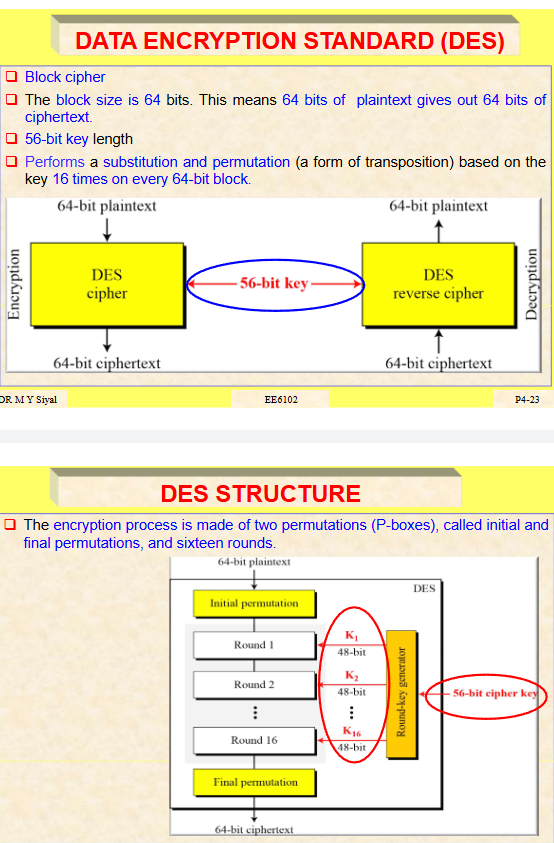 DATA ENCRYPTION STANDARD (DES)
❑ Block cipher
❑ The block size is 64 bits. This means 64 bits of plaintext gives out 64 bits of
ciphertext.
❑ 56-bit key length
❑ Performs a substitution and permutation (a form of transposition) based on the
key 16 times on every 64-bit block.
64-bit plaintext
64-bit plaintext
Encryption
DES
cipher
56-bit key
DES
reverse cipher
Decryption
64-bit ciphertext
64-bit ciphertext
DR M Y Siyal
EE6102
P4-23
DES STRUCTURE
❑ The encryption process is made of two permutations (P-boxes), called initial and
final permutations, and sixteen rounds.
64-bit plaintext
DES
Initial permutation
Round 1
K1
48-bit
Round 2
K2
48-bit
Round 16
K16
48-bit
Round-key generator
56-bit cipher key
Final permutation
64-bit ciphertext